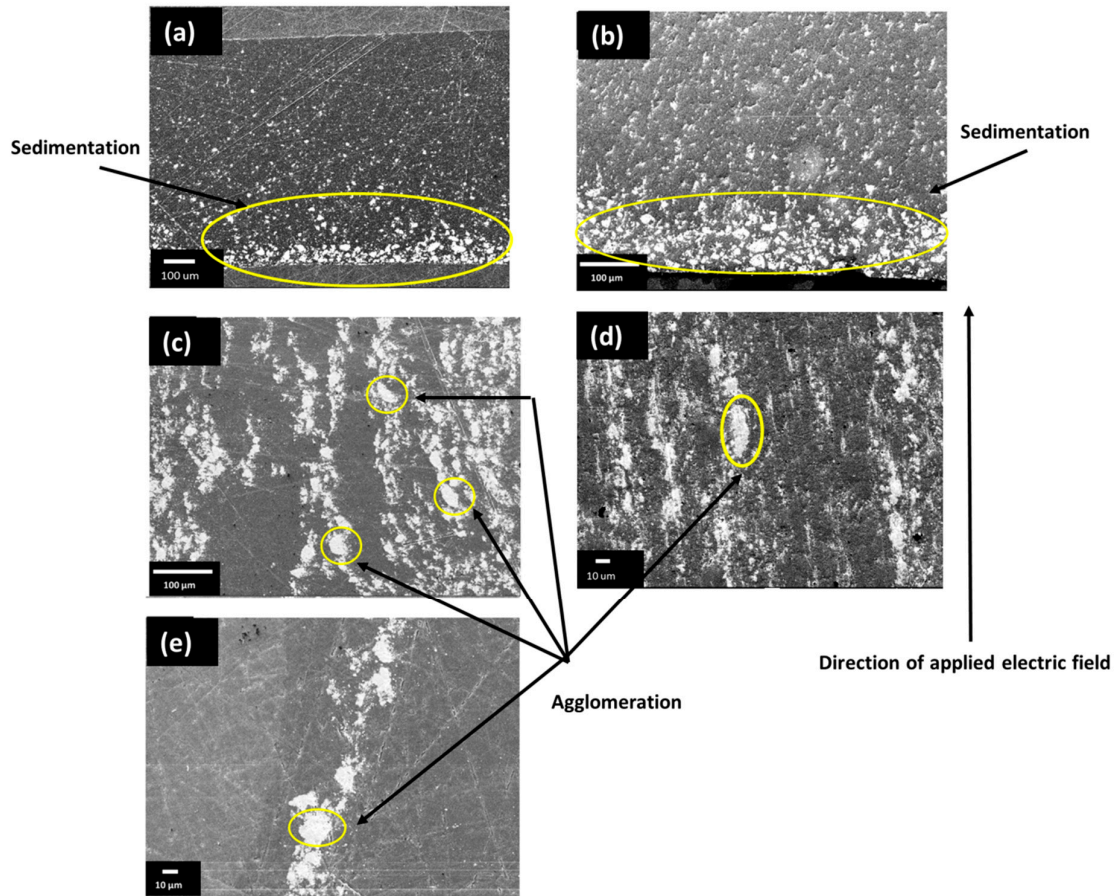 (a)
(b)
Sedimentation
Sedimentation
100 um
100 um
(c)
(d)
100 µm
10 um
(e)
Direction of applied electric field
Agglomeration
10 µm